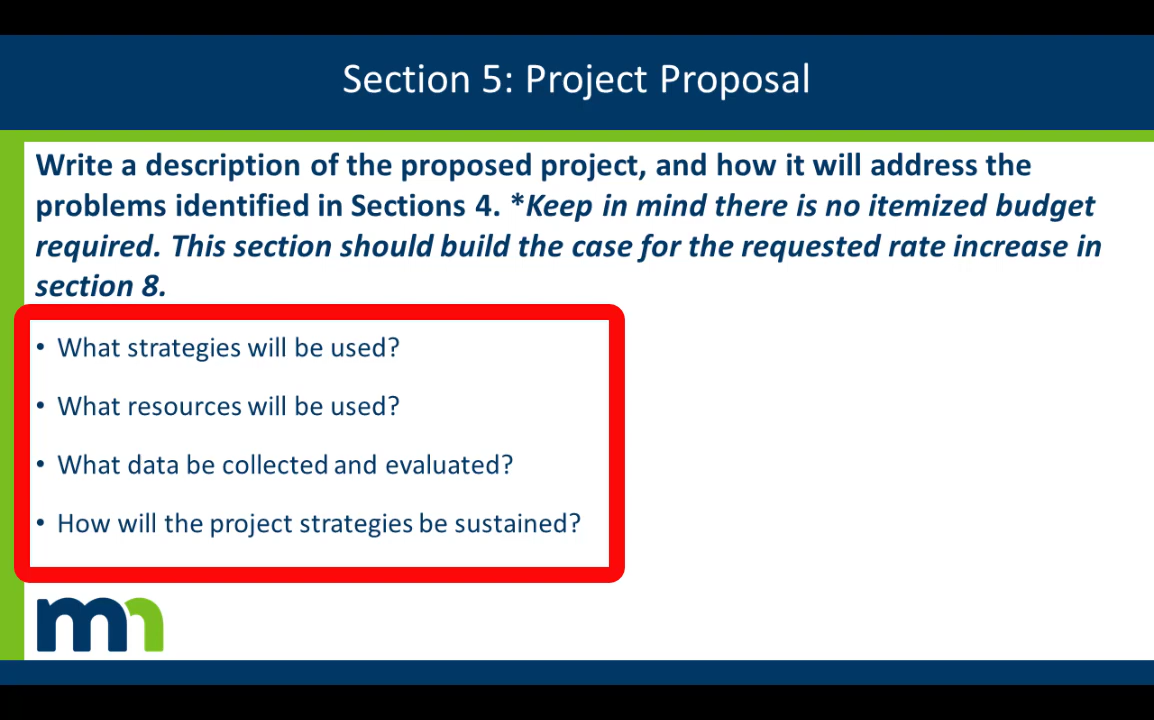 Section 5: Project Proposal
Write a description of the proposed project, and how it will address the
problems identified in Sections 4. *Keep in mind there is no itemized budget
required. This section should build the case for the requested rate increase in
section 8.
• What strategies will be used?
• What resources will be used?
• What data be collected and evaluated?
• How will the project strategies be sustained?
mn